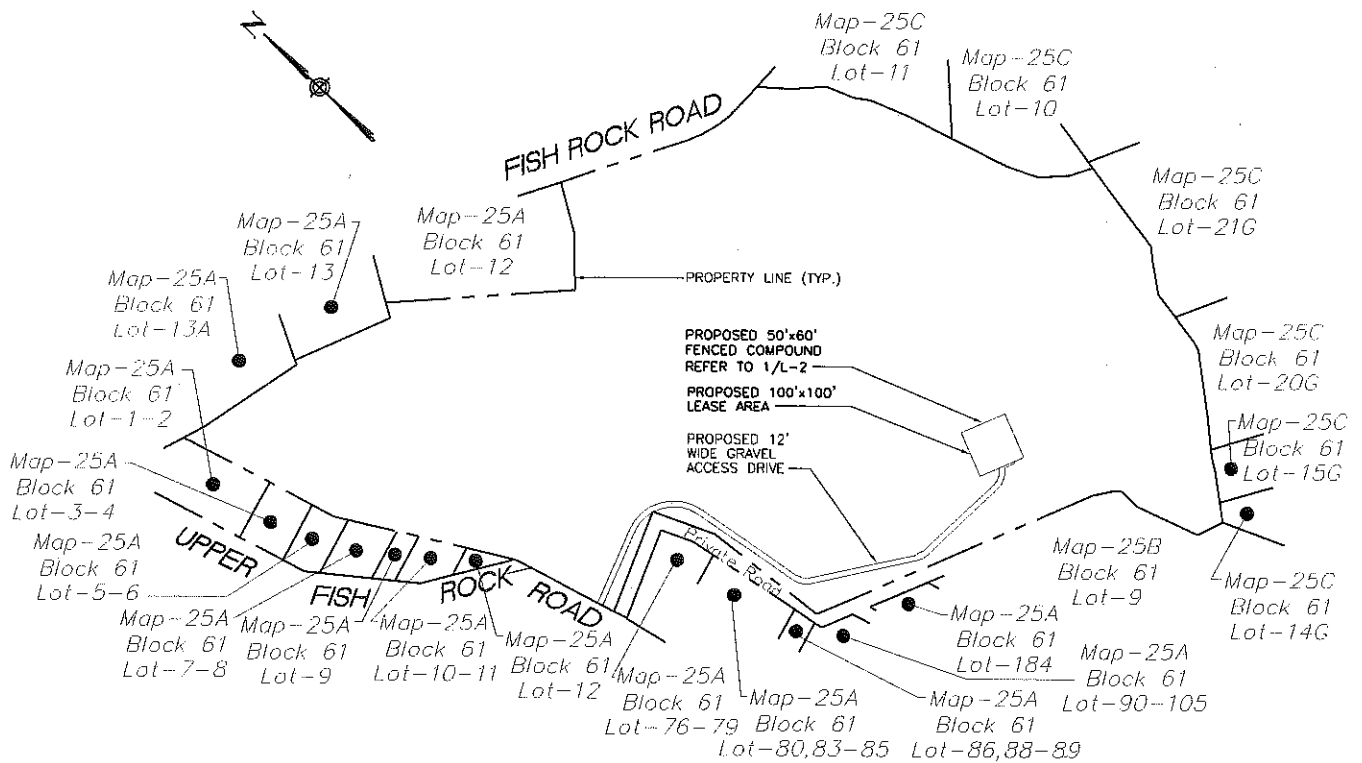 N
Map-25C
Block 61
Lot-11
Map-25C
Block 61
Lot-10
FISH ROCK ROAD
Map-25C
Block 61
Lot-21G
Map-25A
Block 61
Lot-13
Map-25A
Block 61
Lot-12
Map-25A
Block 61
Lot-13A
PROPERTY LINE (TYP.)
PROPOSED 50'x60'
FENCED COMPOUND
REFER TO 1/L-2
PROPOSED 100'x100'
LEASE AREA
PROPOSED 12'
WIDE GRAVEL
ACCESS DRIVE
Map-25C
Block 61
Lot-20G
Map-25A
Block 61
Lot-1-2
Map-25C
Block 61
Lot-15G
Map-25A
Block 61
Lot-3-4
Map-25A
Block 61
Lot-5-6
UPPER FISH ROCK ROAD
Private Road
Map-25B
Block 61
Lot-9
Map-25C
Block 61
Lot-14G
Map-25A
Block 61
Lot-7-8
Map-25A
Block 61
Lot-9
Map-25A
Block 61
Lot-10-11
Map-25A
Block 61
Lot-12
Map-25A
Block 61
Lot-76-79
Map-25A
Block 61
Lot-80,83-85
Map-25A
Block 61
Lot-86,88-89
Map-25A
Block 61
Lot-184
Map-25A
Block 61
Lot-90-105